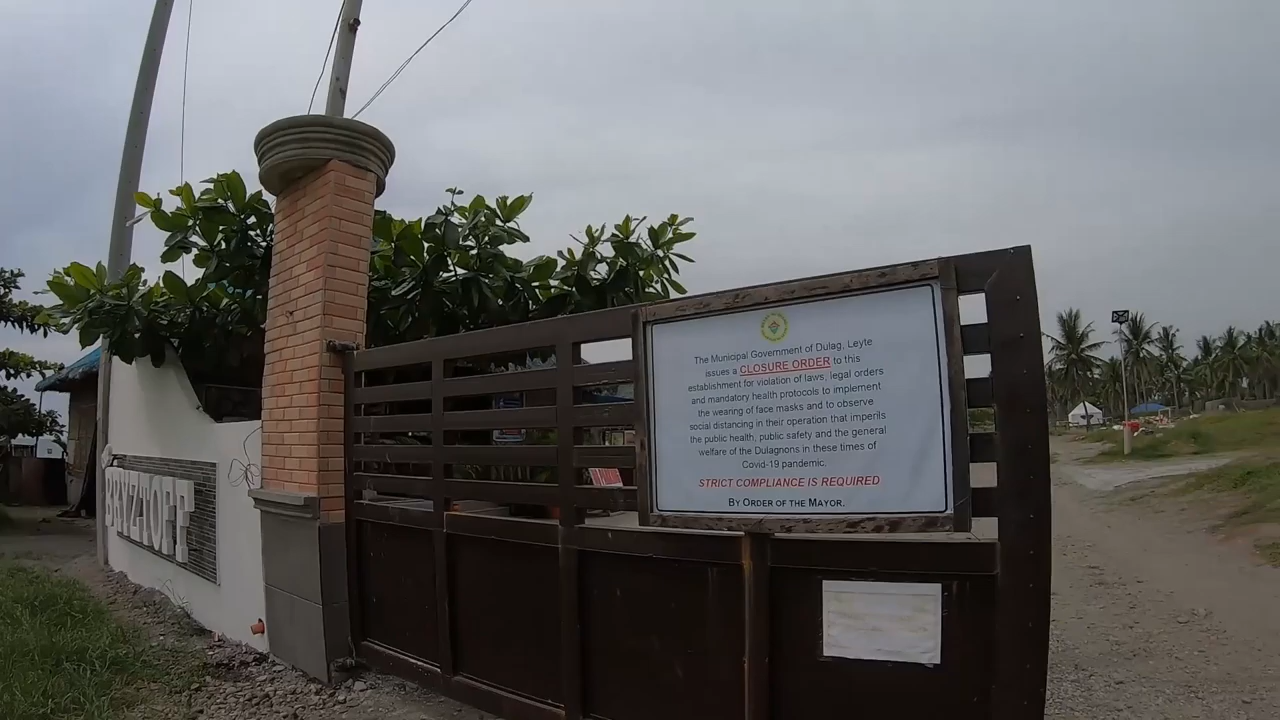 BRYZTOFF
The Municipal Government of Dulag, Leyte
issues a CLOSURE ORDER to this
establishment for violation of laws, legal orders
and mandatory health protocols to implement
the wearing of face masks and to observe
social distancing in their operation that imperils
the public health, public safety and the general
welfare of the Dulagnons in these times of
Covid-19 pandemic.
STRICT COMPLIANCE IS REQUIRED
BY ORDER OF THE MAYOR.